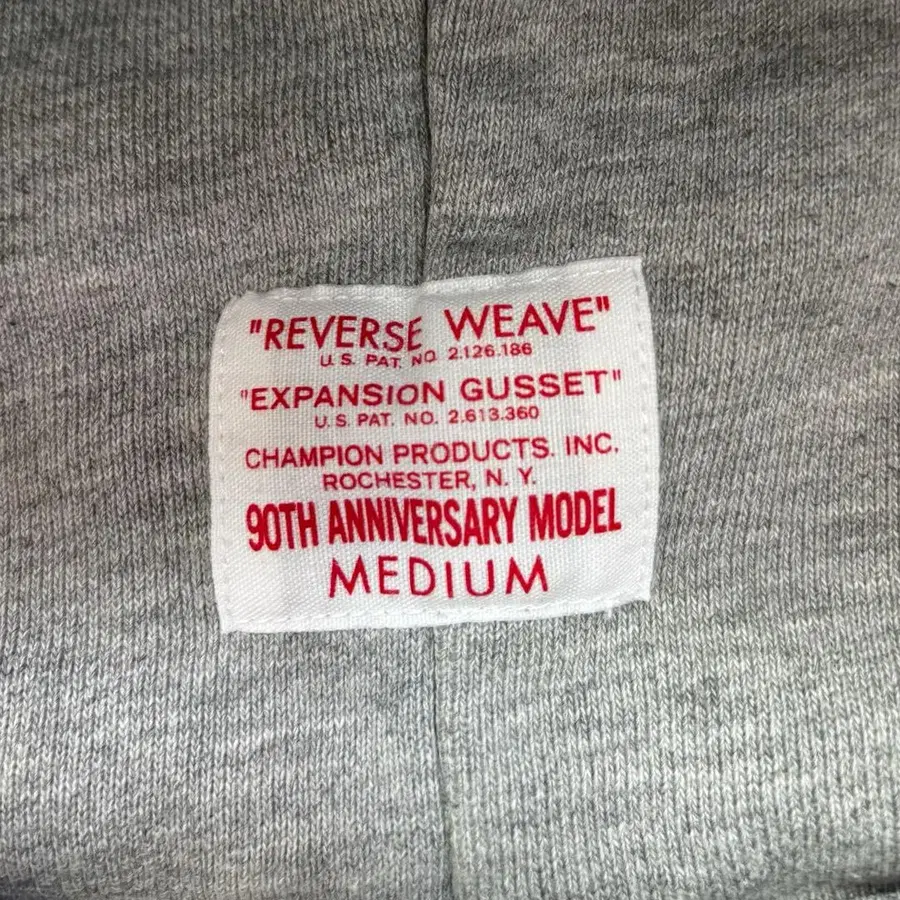 "REVERSE WEAVE"
U.S. PAT. NO. 2.126.186
"EXPANSION GUSSET"
U.S. PAT. NO. 2.613.360
CHAMPION PRODUCTS. INC.
ROCHESTER, N. Y.
90TH ANNIVERSARY MODEL
MEDIUM